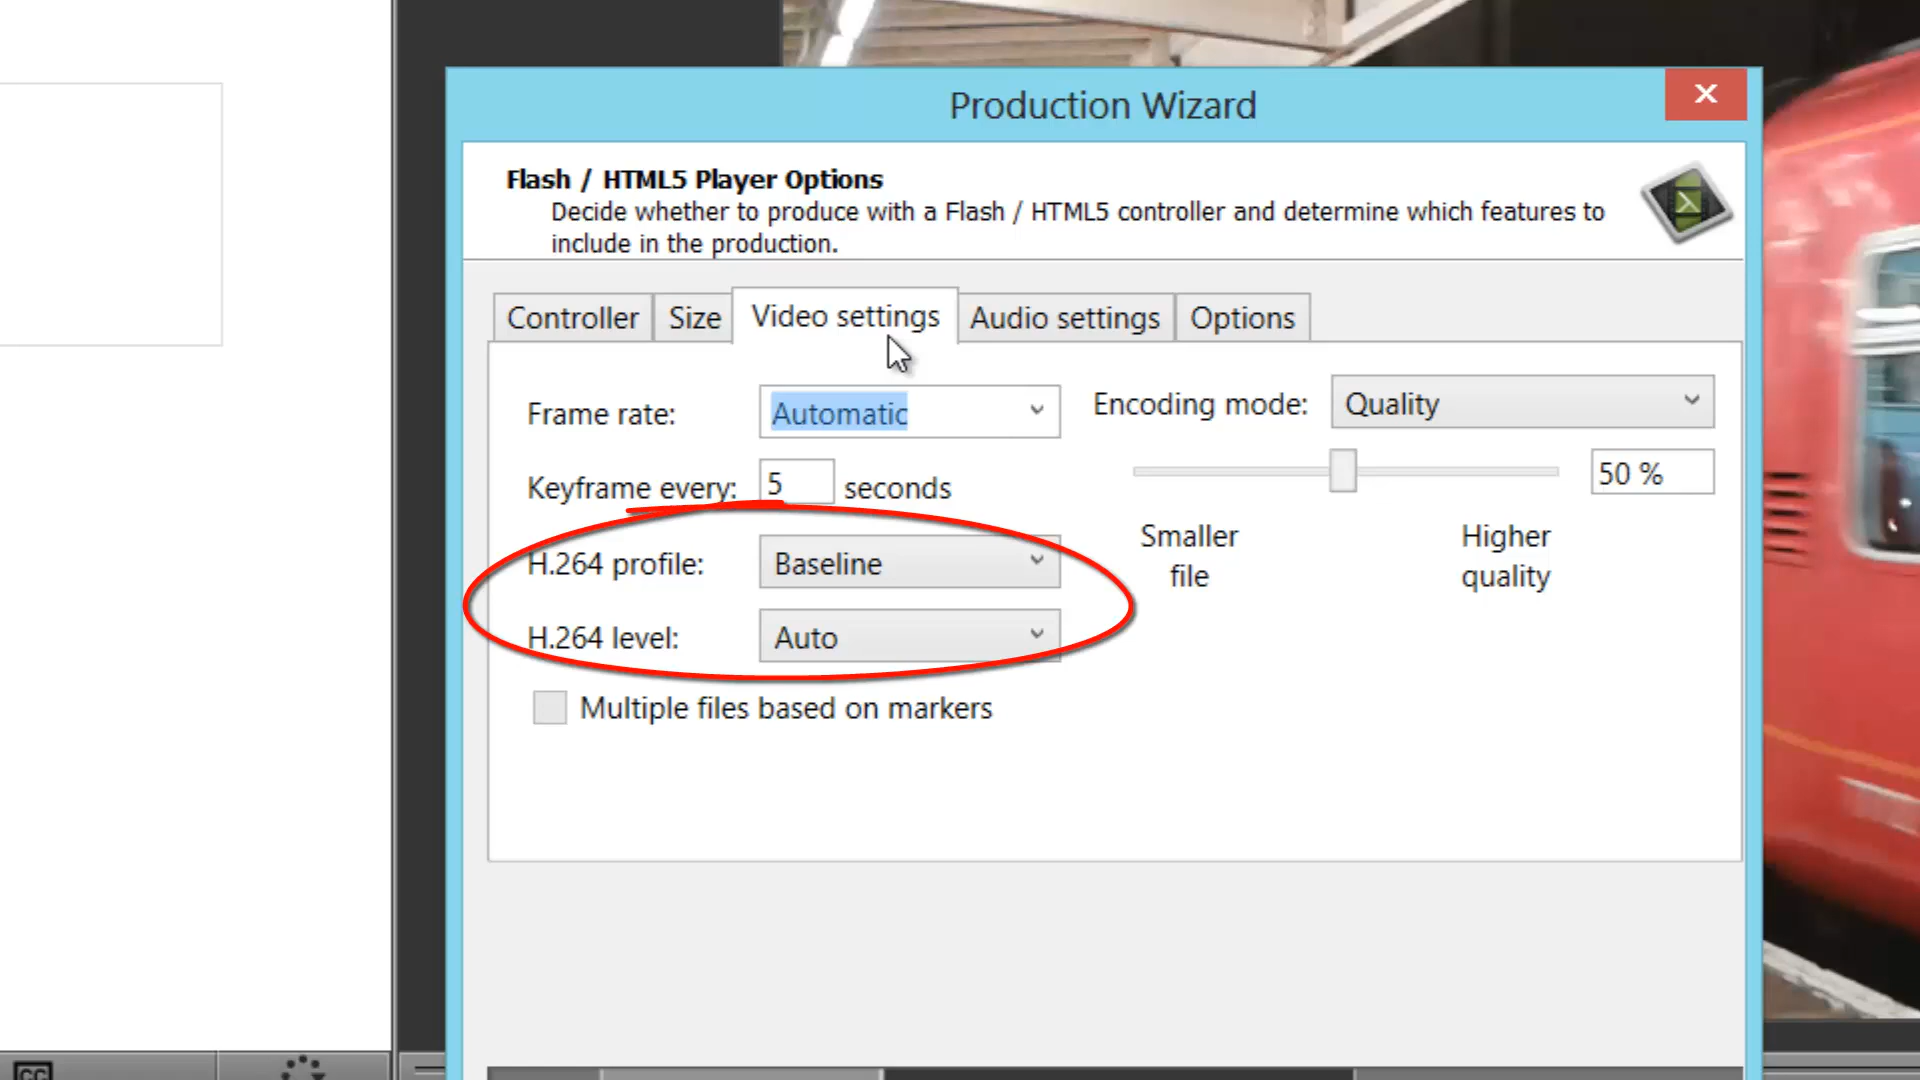 Production Wizard
Flash / HTML5 Player Options
Decide whether to produce with a Flash / HTML5 controller and determine which features to
include in the production.
Controller Size Video settings Audio settings Options
Frame rate: Automatic Encoding mode: Quality
Keyframe every: 5 seconds 50 %
Smaller file Higher quality
H.264 profile: Baseline
H.264 level: Auto
Multiple files based on markers
CC